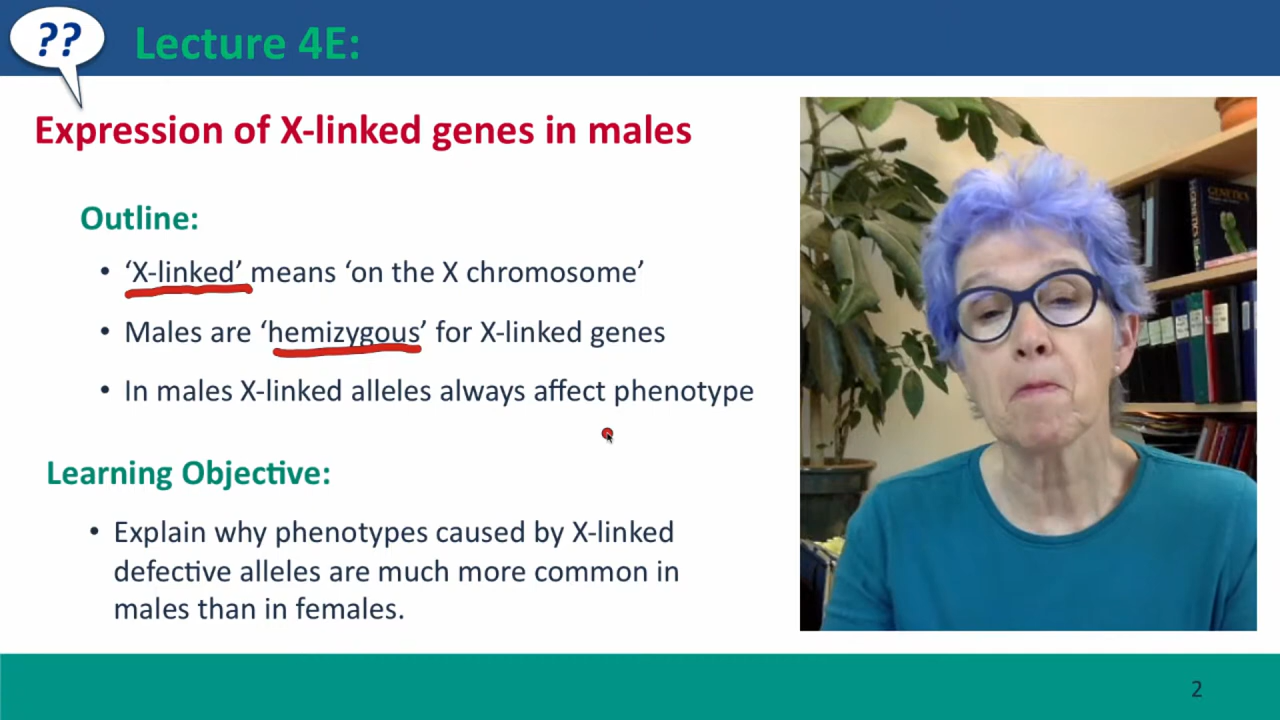 ??
Lecture 4E:
Expression of X-linked genes in males
Outline:
• ‘X-linked’ means ‘on the X chromosome’
• Males are ‘hemizygous’ for X-linked genes
• In males X-linked alleles always affect phenotype
Learning Objective:
• Explain why phenotypes caused by X-linked
defective alleles are much more common in
males than in females.
GENETICS
2